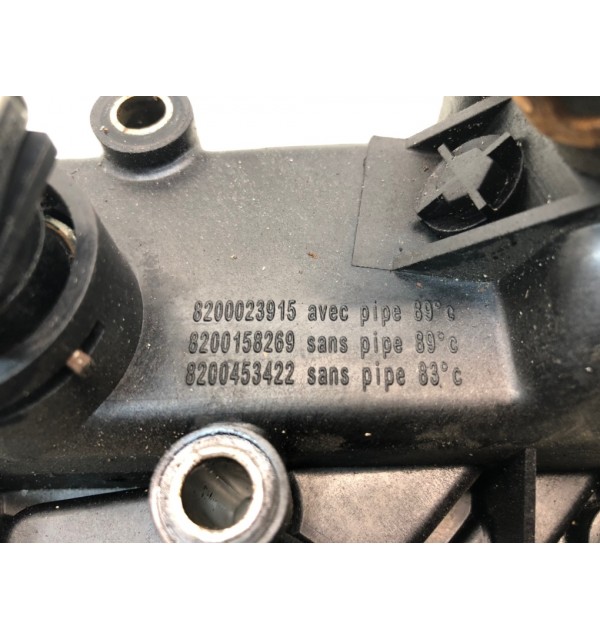 8200023915 avec pipe 89°c
8200158269 sans pipe 89°c
8200453422 sans pipe 83°c